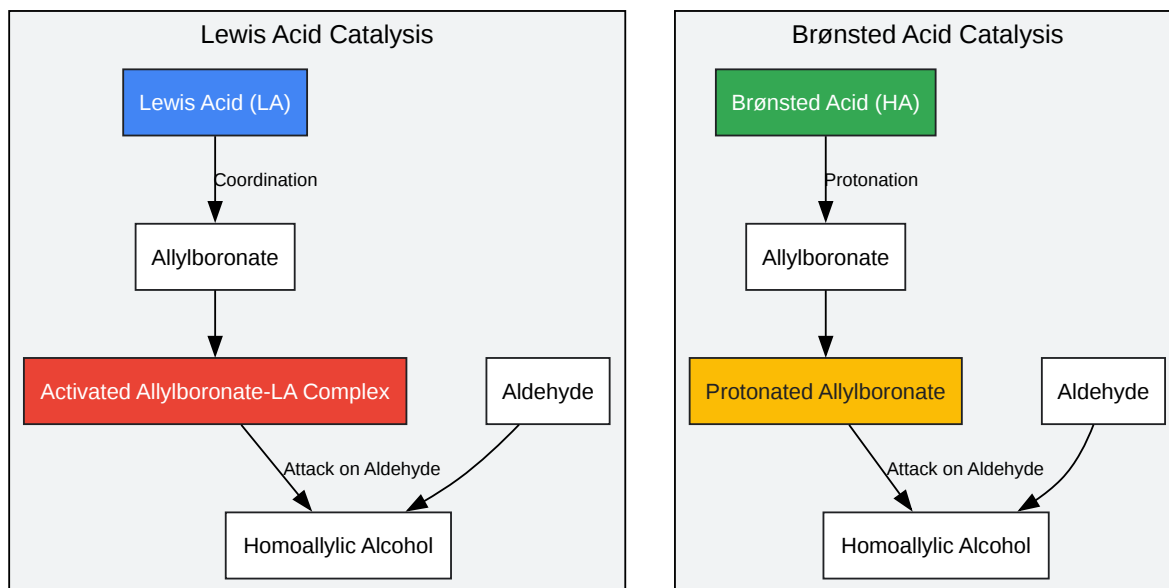 Lewis Acid Catalysis
Lewis Acid (LA)
Coordination
Allylboronate
Activated Allylboronate-LA Complex
Aldehyde
Attack on Aldehyde
Homoallylic Alcohol
Brønsted Acid Catalysis
Brønsted Acid (HA)
Protonation
Allylboronate
Protonated Allylboronate
Aldehyde
Attack on Aldehyde
Homoallylic Alcohol